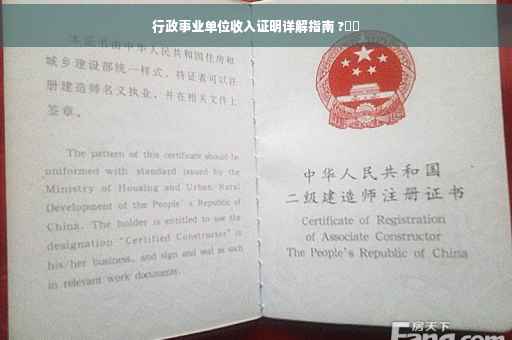 行政事业单位收入证明详解指南 ?
本证书由中华人民共和国住房和
城乡建设部统一样式，持证者可以注
册建造师名义执业，并在相关文件上
签章。
The pattern of this certificate should be
uniformed with standard issued by the
Ministry of Housing and Urban, Rural
Development of the People's Republic of
China. The holder is entitled to use the
designation "Certified Constructor" in
his/her business, and sign and seal as such
in relevant work documents.
中华人民共和国
二级建造师注册证书
Certificate of Registration
of Associate Constructor
The People's Republic of China
房天下
Fang.com